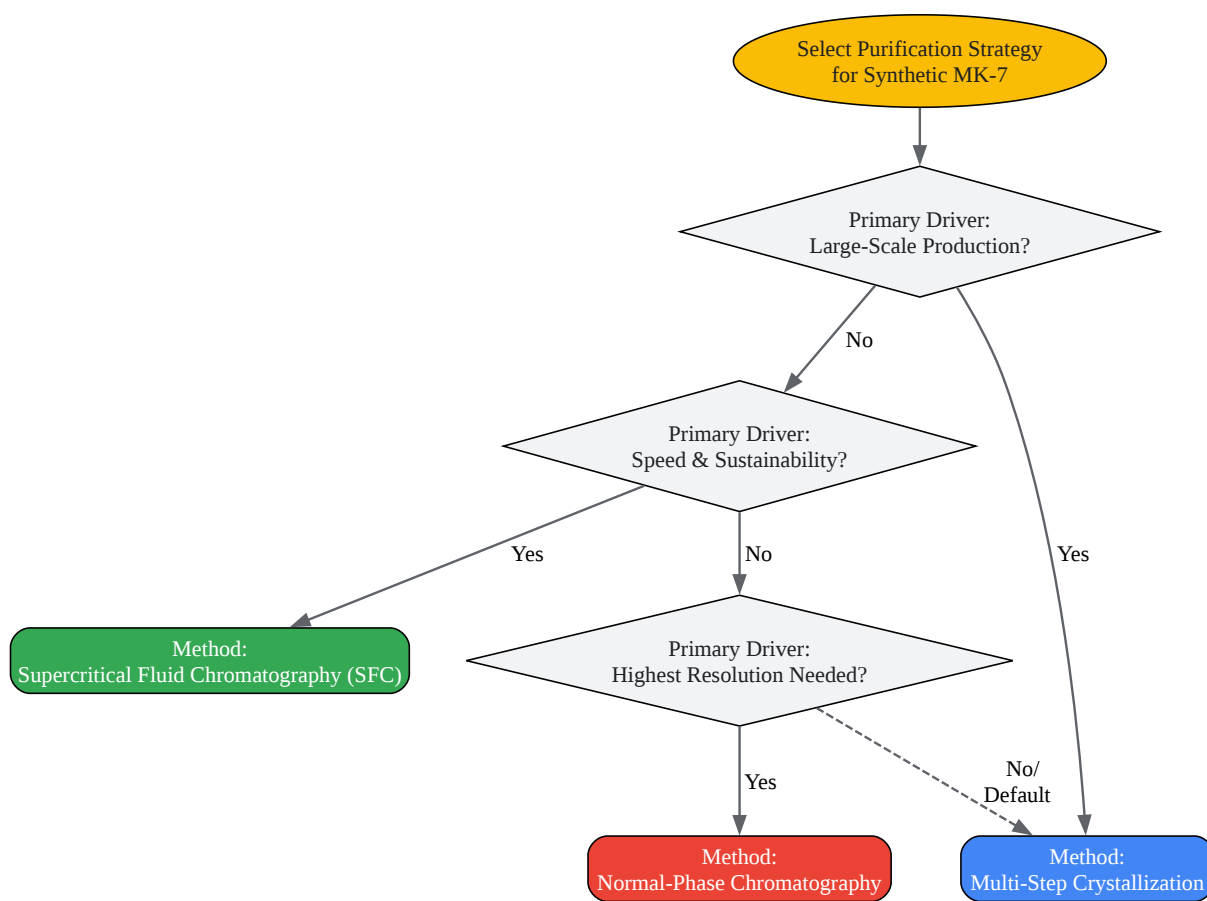 Select Purification Strategy
for Synthetic MK-7
Primary Driver:
Large-Scale Production?
No
Primary Driver:
Speed & Sustainability?
Yes
No
Yes
Method:
Supercritical Fluid Chromatography (SFC)
Primary Driver:
Highest Resolution Needed?
Yes
No/
Default
Method:
Normal-Phase Chromatography
Method:
Multi-Step Crystallization